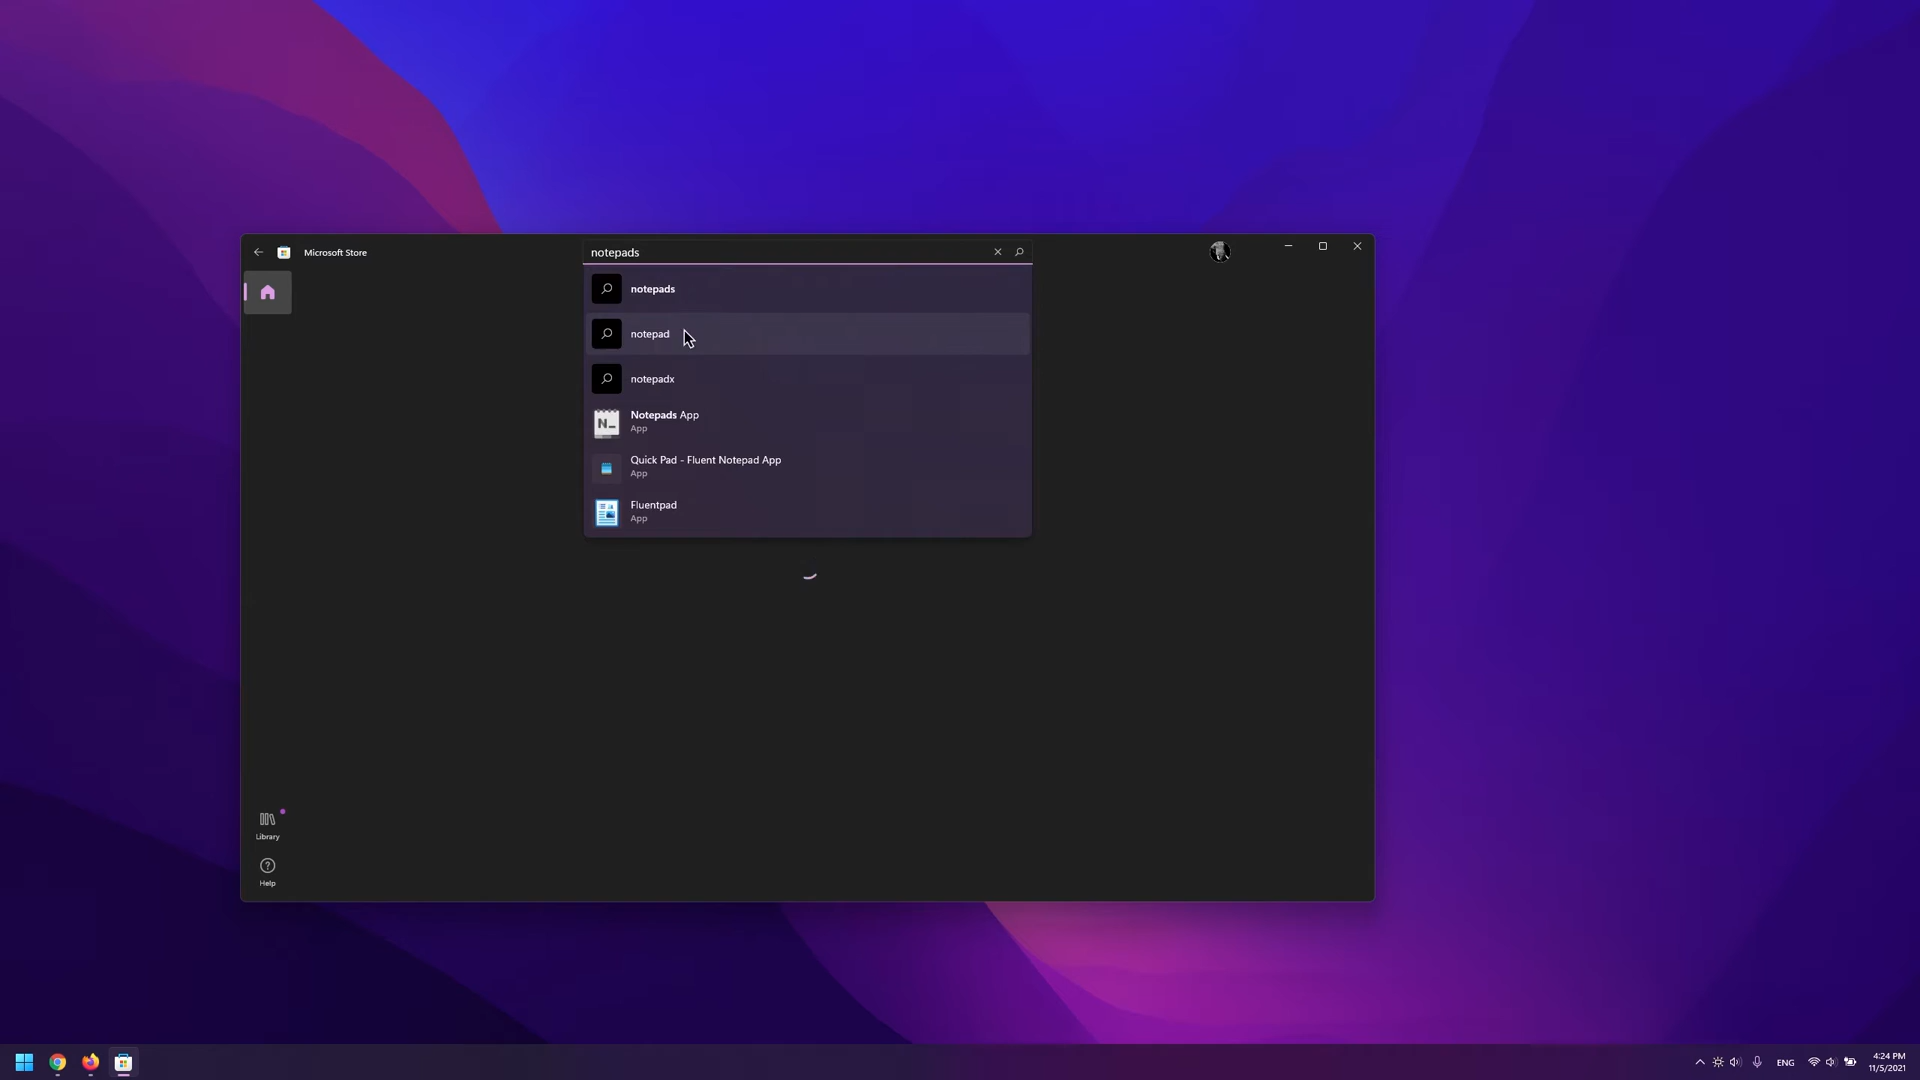 Microsoft Store
notepads
notepads
notepad
notepadx
N_
Notepads App
App
Quick Pad - Fluent Notepad App
App
Fluentpad
App
Library
Help
ENG
4:24 PM
11/5/2021